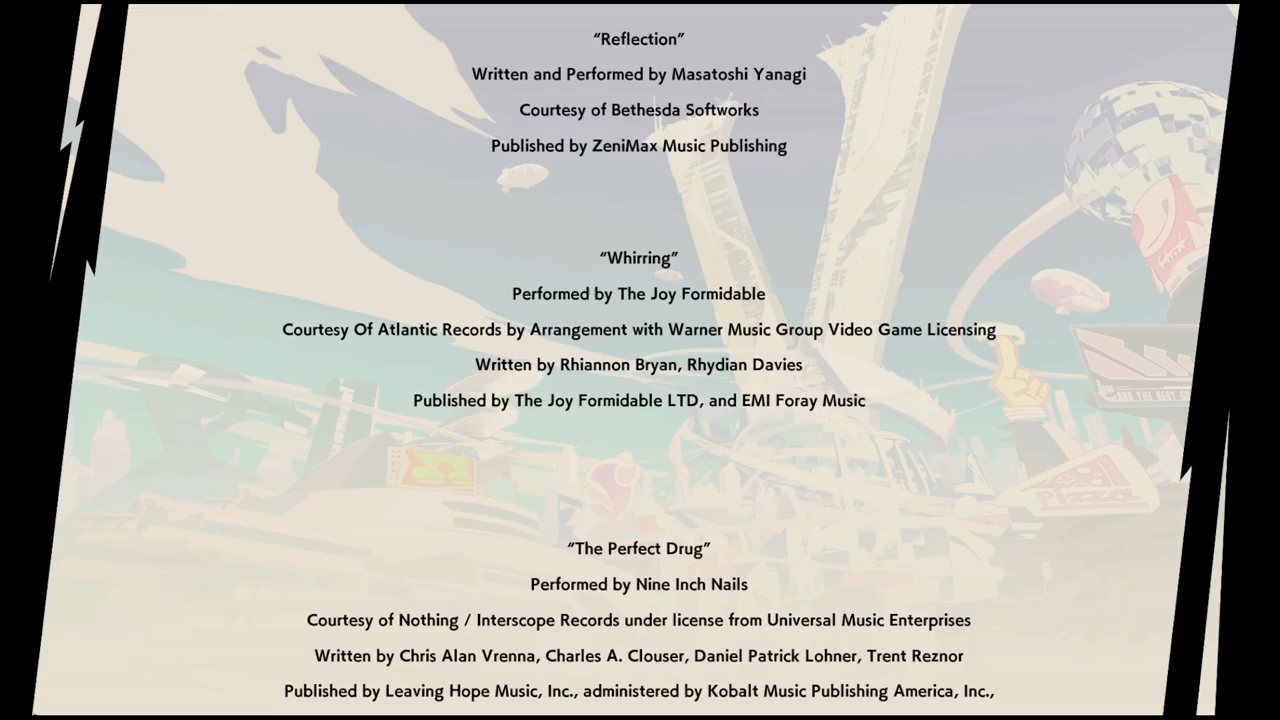 “Reflection”
Written and Performed by Masatoshi Yanagi
Courtesy of Bethesda Softworks
Published by ZeniMax Music Publishing
“Whirring”
Performed by The Joy Formidable
Courtesy Of Atlantic Records by Arrangement with Warner Music Group Video Game Licensing
Written by Rhiannon Bryan, Rhydian Davies
Published by The Joy Formidable LTD, and EMI Foray Music
“The Perfect Drug”
Performed by Nine Inch Nails
Courtesy of Nothing / Interscope Records under license from Universal Music Enterprises
Written by Chris Alan Vrenna, Charles A. Clouser, Daniel Patrick Lohner, Trent Reznor
Published by Leaving Hope Music, Inc., administered by Kobalt Music Publishing America, Inc.,
Pizza